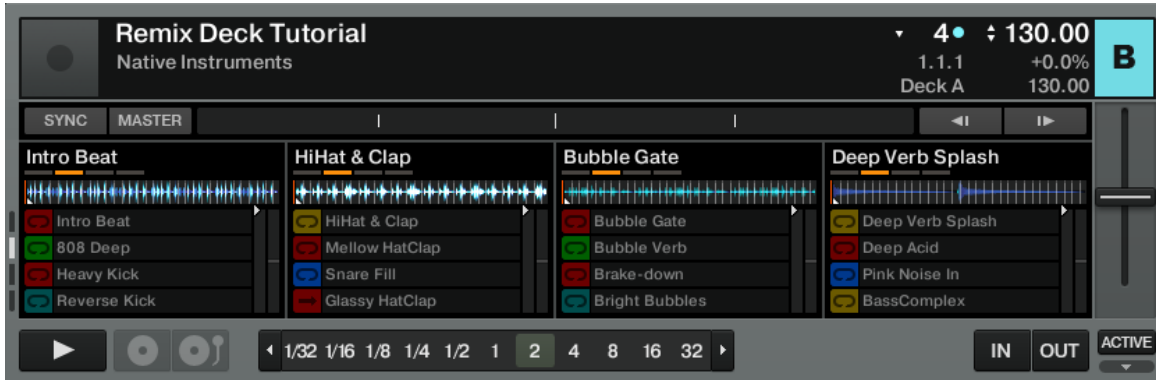 Remix Deck Tutorial
4 130.00
B
Native Instruments
1.1.1 +0.0%
Deck A 130.00
SYNC MASTER
Intro Beat
Intro Beat
808 Deep
Heavy Kick
Reverse Kick
HiHat & Clap
HiHat & Clap
Mellow HatClap
Snare Fill
Glassy HatClap
Bubble Gate
Bubble Gate
Bubble Verb
Brake-down
Bright Bubbles
Deep Verb Splash
Deep Verb Splash
Deep Acid
Pink Noise In
BassComplex
1/32 1/16 1/8 1/4 1/2 1 2 4 8 16 32
IN OUT
ACTIVE